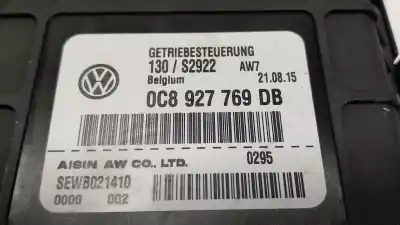 GETRIEBESTEUERUNG
130 / S2922 AW7
Belgium 21.08.15
0C8 927 769 DB
AISIN AW CO., LTD. 0295
SEWB021410
0000 002